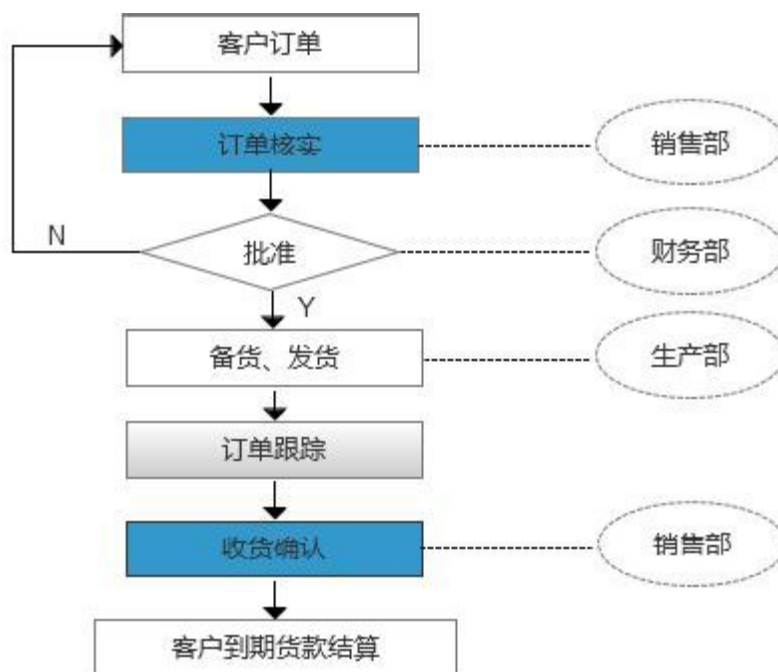 客户订单
订单核实
销售部
N
批准
财务部
Y
备货、发货
生产部
订单跟踪
收货确认
销售部
客户到期货款结算